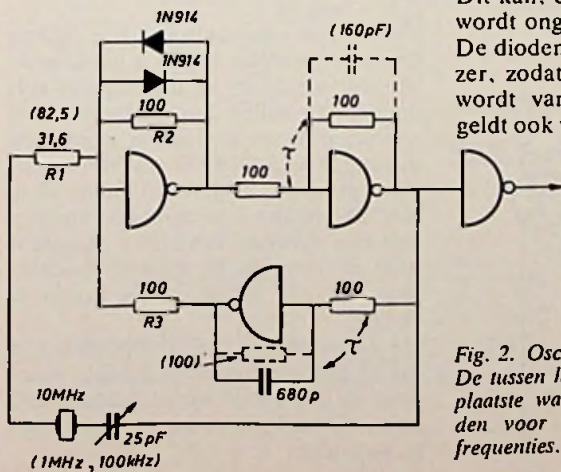 Dit kan,
wordt ong
De dioden
zer, zodat
wordt van
geldt ook
1N914
1N914
(160pF)
(82,5)
31,6
R1
100
R2
100
τ
100
100
R3
100
(100)
τ
680p
10MHz
25pF
(1MHz, 100kHz)
Fig. 2. Osc
De tussen
plaatste wa
den voor
frequenties.